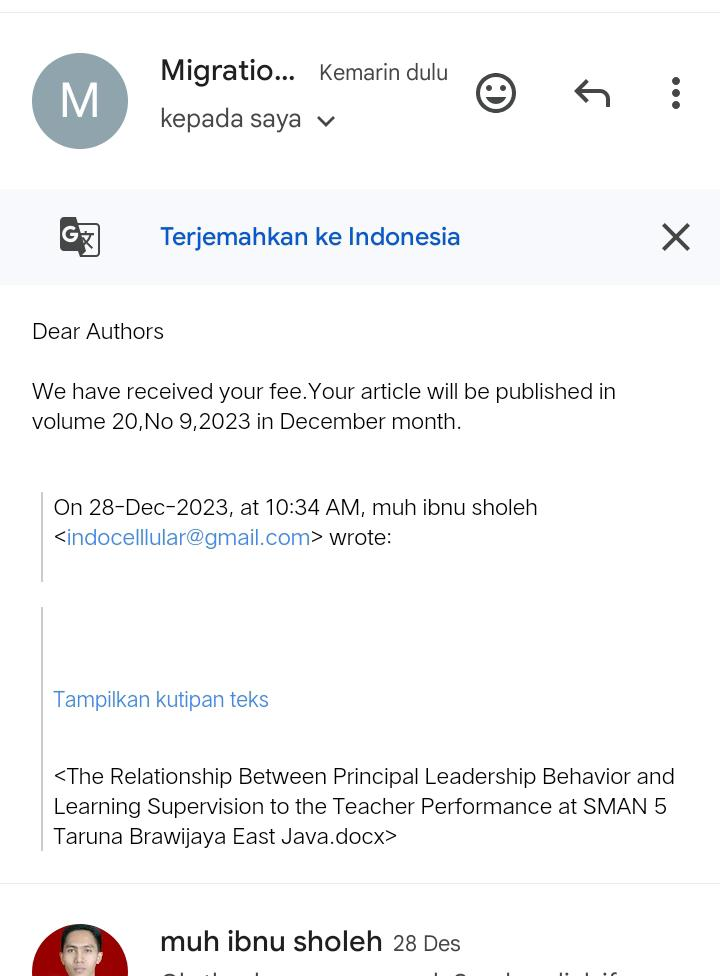 M
Migratio... Kemarin dulu
kepada saya
Terjemahkan ke Indonesia
Dear Authors
We have received your fee.Your article will be published in
volume 20,No 9,2023 in December month.
On 28-Dec-2023, at 10:34 AM, muh ibnu sholeh
<indocelllular@gmail.com> wrote:
Tampilkan kutipan teks
<The Relationship Between Principal Leadership Behavior and
Learning Supervision to the Teacher Performance at SMAN 5
Taruna Brawijaya East Java.docx>
muh ibnu sholeh 28 Des